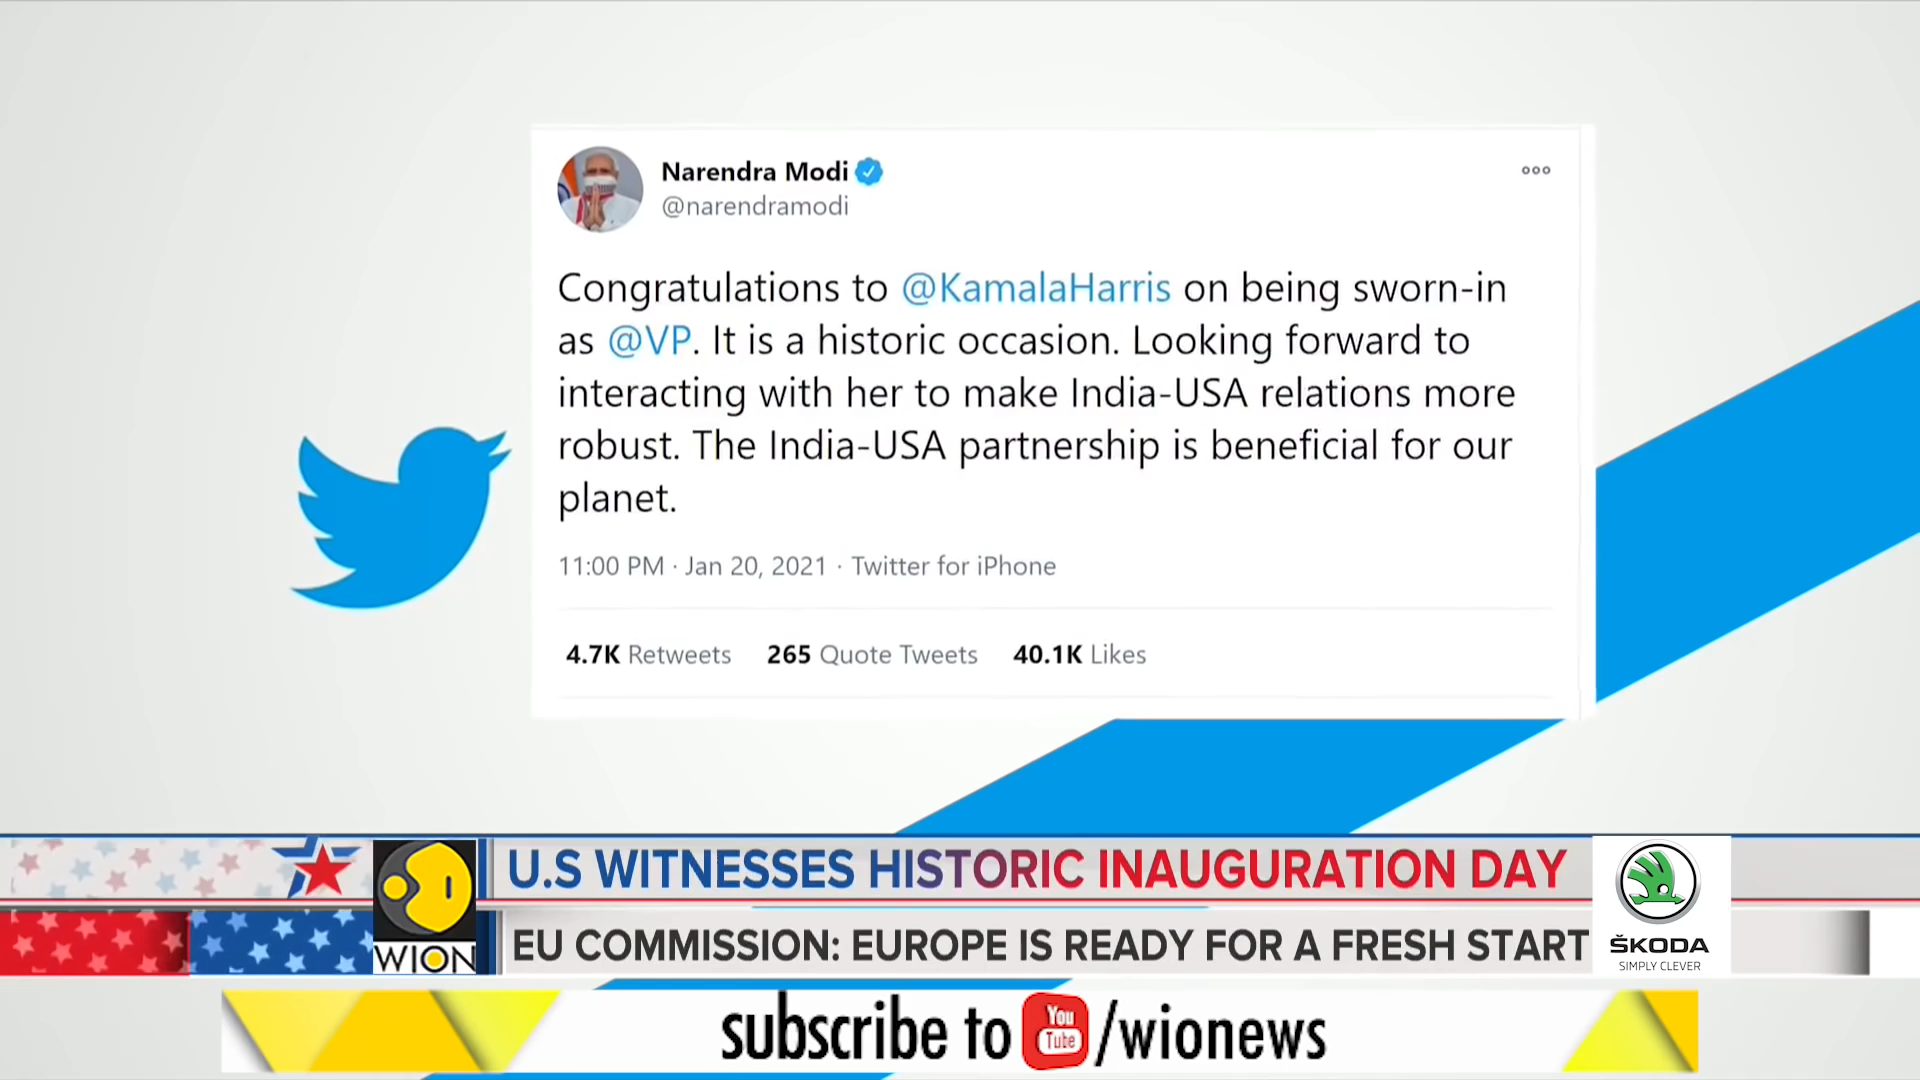 Narendra Modi
@narendramodi
Congratulations to @KamalaHarris on being sworn-in
as @VP. It is a historic occasion. Looking forward to
interacting with her to make India-USA relations more
robust. The India-USA partnership is beneficial for our
planet.
11:00 PM · Jan 20, 2021 · Twitter for iPhone
4.7K Retweets 265 Quote Tweets 40.1K Likes
U.S WITNESSES HISTORIC INAUGURATION DAY
WION
EU COMMISSION: EUROPE IS READY FOR A FRESH START
ŠKODA
SIMPLY CLEVER
subscribe to You Tube /wionews